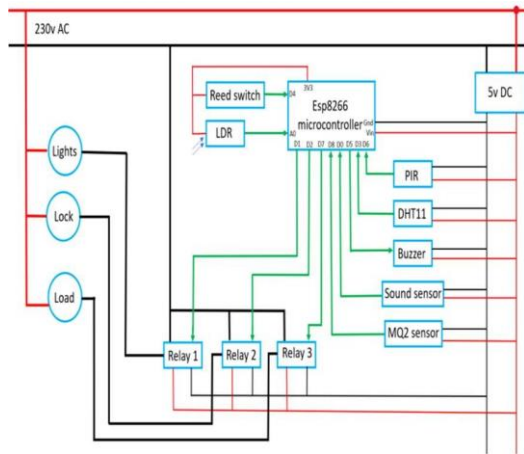 230v AC
5v DC
Reed switch
D4
3V3
Esp8266
microcontroller
LDR
A0
Gnd
Vin
D1 D2 D7 D8 D0 D5 D3 D6
Lights
PIR
Lock
DHT11
Buzzer
Load
Sound sensor
MQ2 sensor
Relay 1
Relay 2
Relay 3